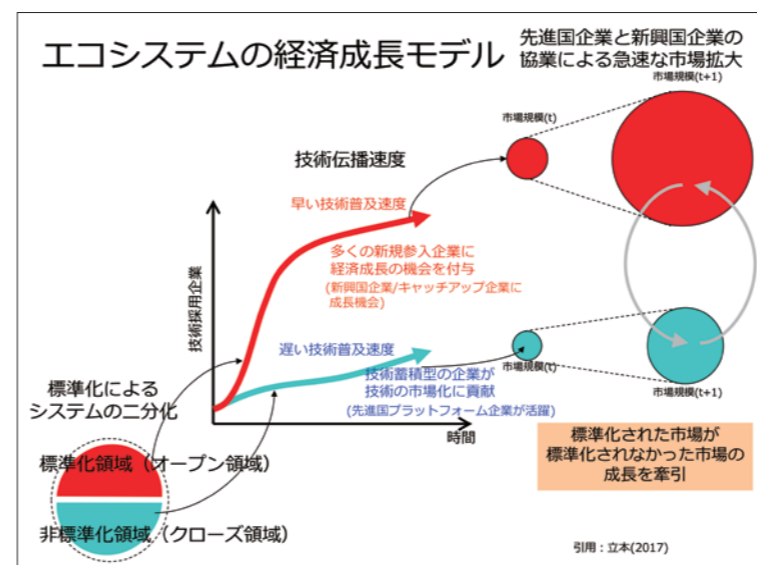 エコシステムの経済成長モデル
先進国企業と新興国企業の
協業による急速な市場拡大
市場規模(t+1)
市場規模(t)
技術伝播速度
早い技術普及速度
多くの新規参入企業に
経済成長の機会を付与
(新興国企業/キャッチアップ企業に
成長機会)
技術採用企業
遅い技術普及速度
技術蓄積型の企業が
技術の市場化に貢献
(先進国プラットフォーム企業が活躍)
時間
市場規模(t)
市場規模(t+1)
標準化による
システムの二分化
標準化領域（オープン領域）
非標準化領域（クローズ領域）
標準化された市場が
標準化されなかった市場の
成長を牽引
引用：立本(2017)